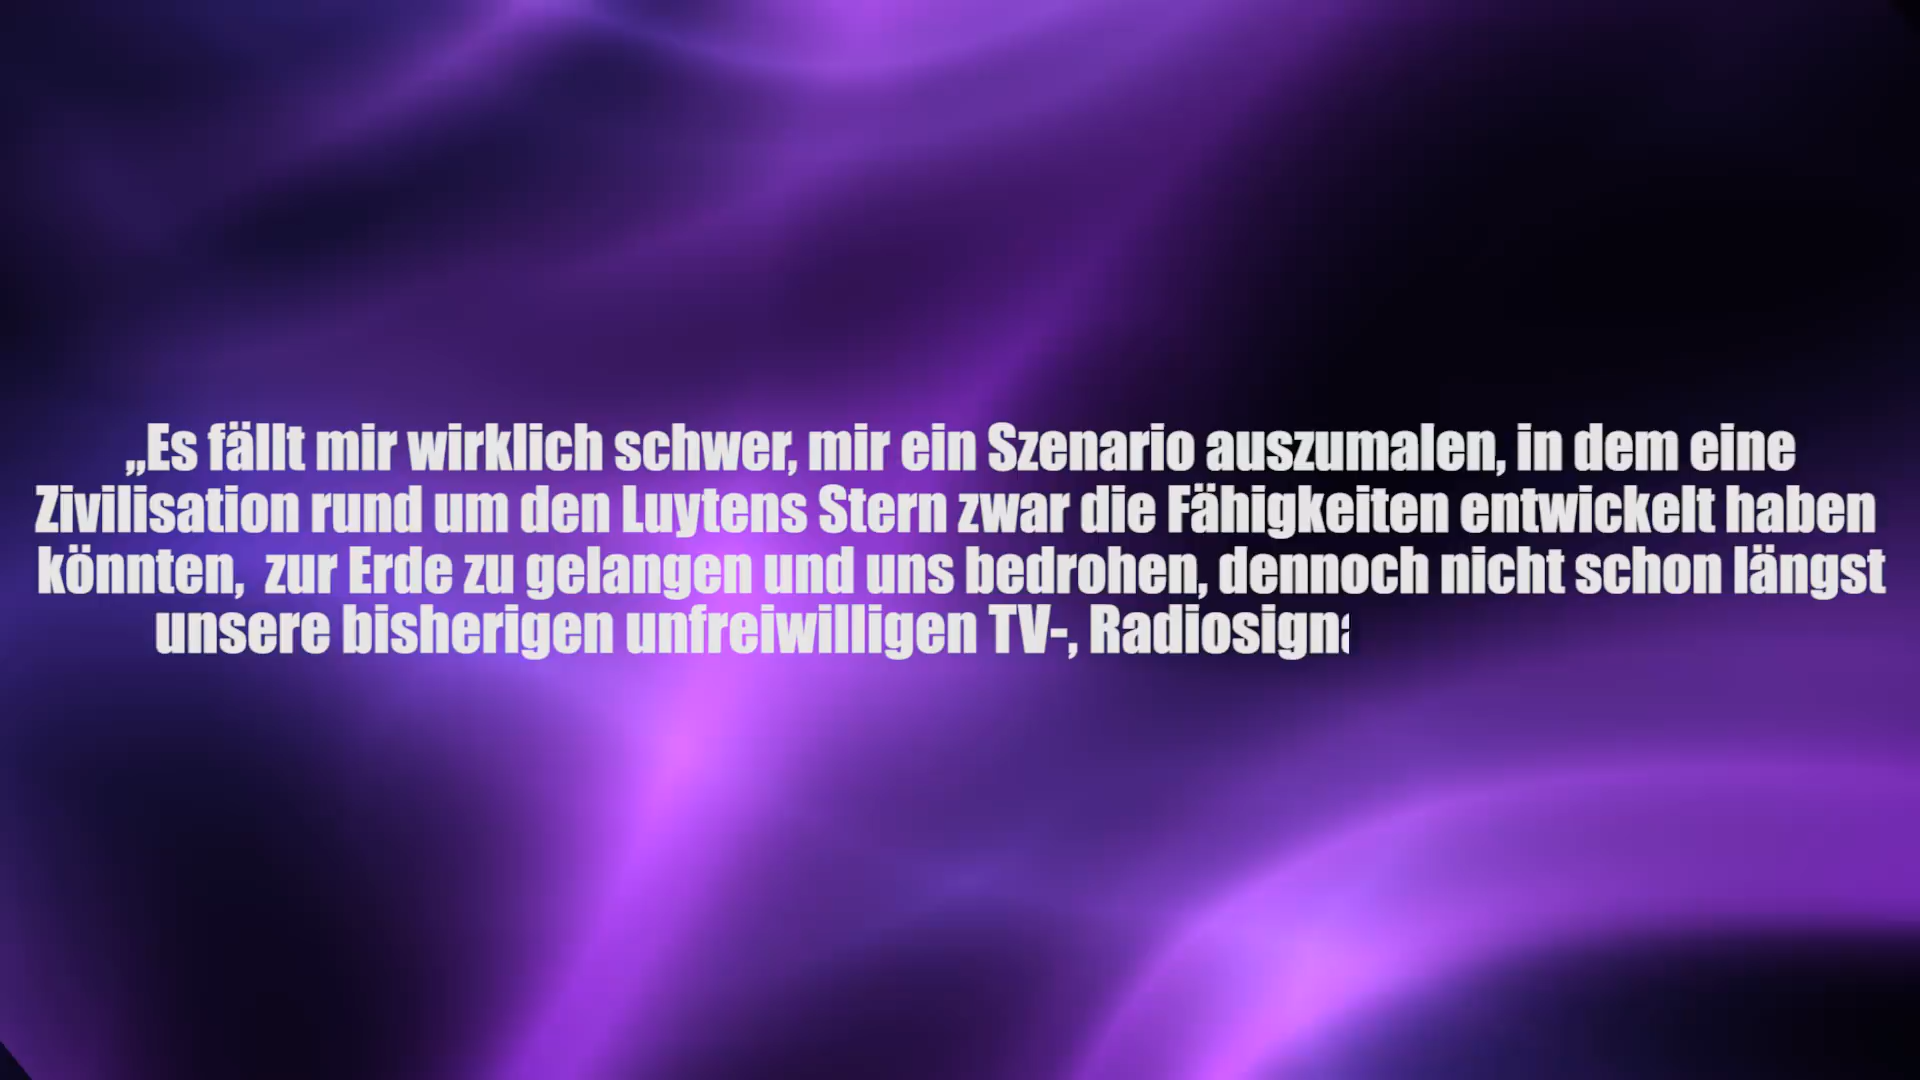 „Es fällt mir wirklich schwer, mir ein Szenario auszumalen, in dem eine
Zivilisation rund um den Luytens Stern zwar die Fähigkeiten entwickelt haben
könnten,  zur Erde zu gelangen und uns bedrohen, dennoch nicht schon längst
unsere bisherigen unfreiwilligen TV-,